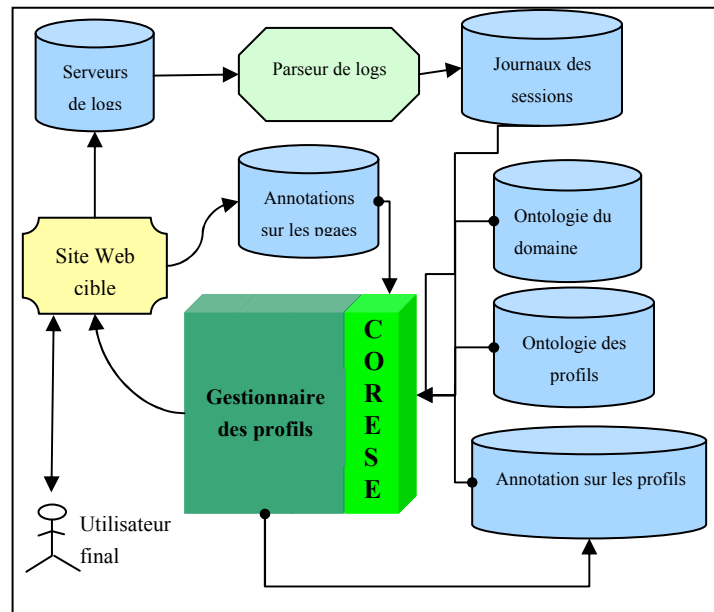 Serveurs
de logs
Parseur de logs
Journaux des
sessions
Annotations
sur les pgaes
Ontologie du
domaine
Site Web
cible
Ontologie des
profils
CORESE
Gestionnaire
des profils
Annotation sur les profils
Utilisateur
final